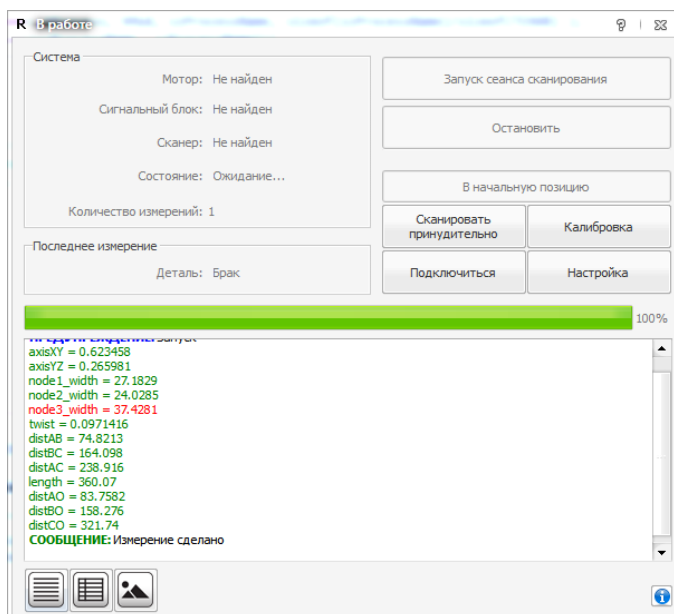 R В работе
Система
Мотор: Не найден
Сигнальный блок: Не найден
Сканер: Не найден
Состояние: Ожидание...
Количество измерений: 1
Последнее измерение
Деталь: Брак
Запуск сеанса сканирования
Остановить
В начальную позицию
Сканировать
принудительно
Калибровка
Подключиться
Настройка
100%
ПРЕДУПРЕЖДЕНИЕ: Запуск
axisXY = 0.623458
axisYZ = 0.265981
node1_width = 27.1829
node2_width = 24.0285
node3_width = 37.4281
twist = 0.0971416
distAB = 74.8213
distBC = 164.098
distAC = 238.916
length = 360.07
distAO = 83.7582
distBO = 158.276
distCO = 321.74
СООБЩЕНИЕ: Измерение сделано